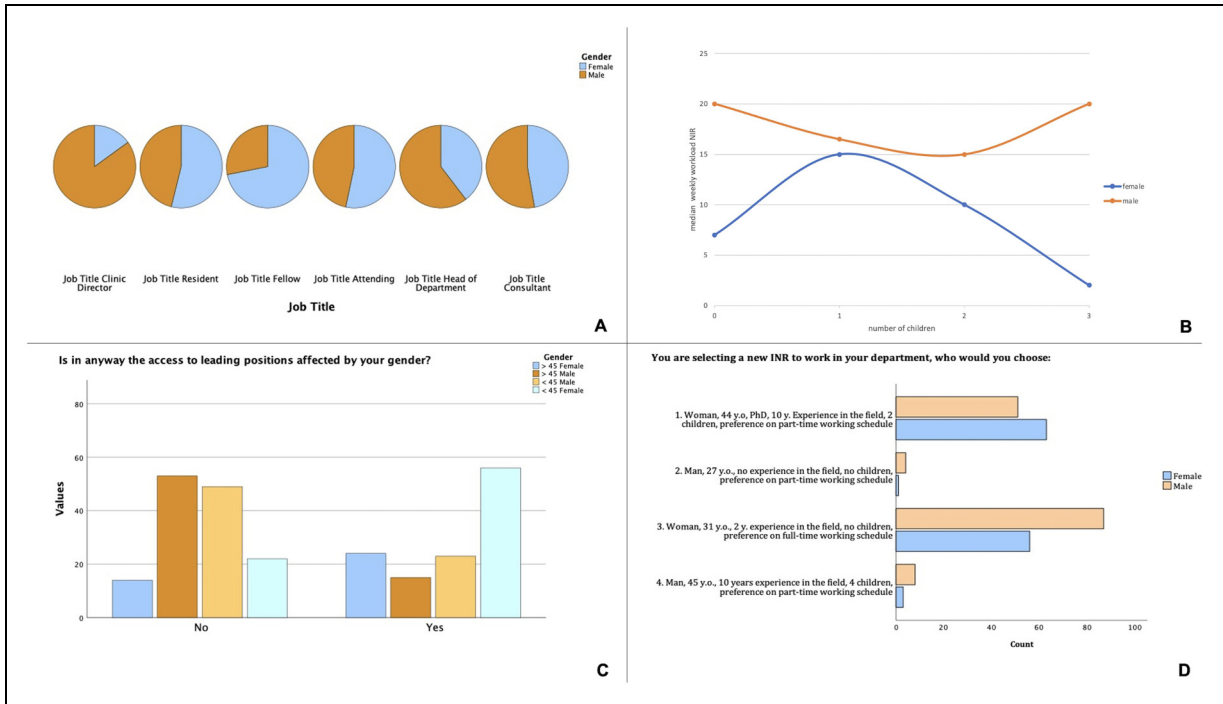 Gender
Female
Male
Job Title Clinic
Director
Job Title Resident
Job Title Fellow
Job Title Attending
Job Title Head of
Department
Job Title
Consultant
Job Title
A
25
20
15
10
5
0
median weekly workload NIR
0
1
2
3
number of children
female
male
B
Is in anyway the access to leading positions affected by your gender?
Gender
> 45 Female
> 45 Male
< 45 Male
< 45 Female
80
60
40
20
0
Values
No
Yes
C
You are selecting a new INR to work in your department, who would you choose:
1. Woman, 44 y.o, PhD, 10 y. Experience in the field, 2
children, preference on part-time working schedule
2. Man, 27 y.o., no experience in the field, no children,
preference on part-time working schedule
3. Woman, 31 y.o., 2 y. experience in the field, no children,
preference on full-time working schedule
4. Man, 45 y.o., 10 years experience in the field, 4 children,
preference on part-time working schedule
Female
Male
0
20
40
60
80
100
Count
D